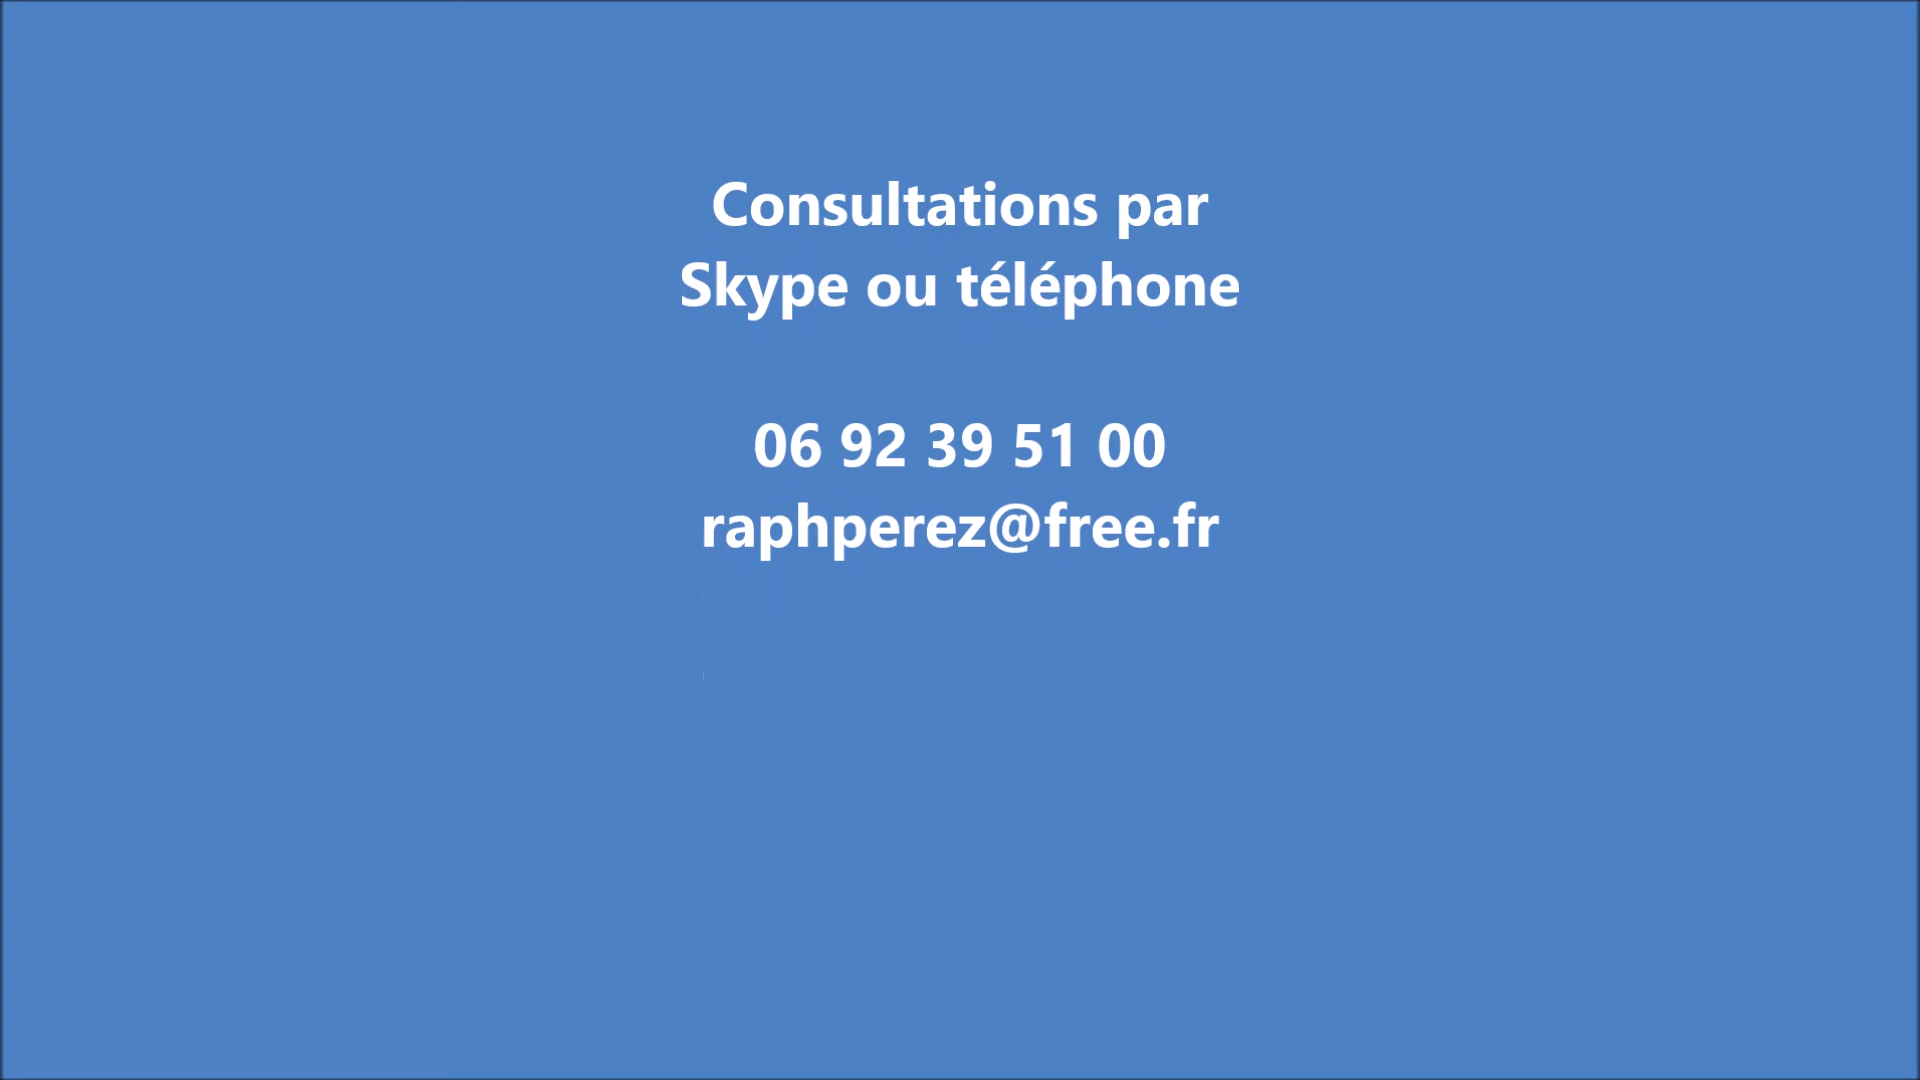 Consultations par
Skype ou téléphone
06 92 39 51 00
raphperez@free.fr